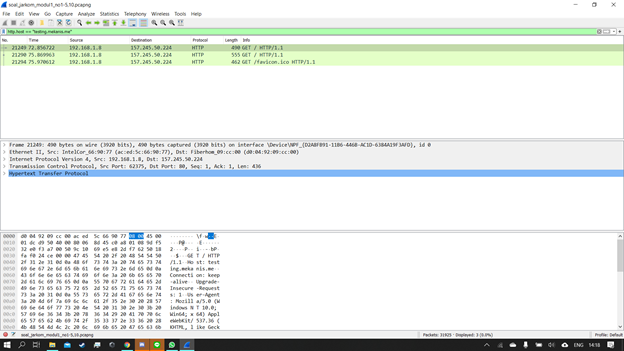 soal_jarkom_modul1_no1-5,10.pcapng
File Edit View Go Capture Analyze Statistics Telephony Wireless Tools Help
http.host == "testing.mekanis.me"
No. Time Source Destination Protocol Length Info
21249 72.856722 192.168.1.8 157.245.50.224 HTTP 490 GET / HTTP/1.1
21290 75.869963 192.168.1.8 157.245.50.224 HTTP 555 GET / HTTP/1.1
21294 75.970612 192.168.1.8 157.245.50.224 HTTP 462 GET /favicon.ico HTTP/1.1
Frame 21249: 490 bytes on wire (3920 bits), 490 bytes captured (3920 bits) on interface \Device\NPF_{D2A8FB91-11B6-446B-AC1D-6384A19F3AFD}, id 0
Ethernet II, Src: IntelCor_66:90:77 (ac:ed:5c:66:90:77), Dst: Fiberhom_09:cc:00 (d0:04:92:09:cc:00)
Internet Protocol Version 4, Src: 192.168.1.8, Dst: 157.245.50.224
Transmission Control Protocol, Src Port: 62375, Dst Port: 80, Seq: 1, Ack: 1, Len: 436
Hypertext Transfer Protocol
0000 d0 04 92 09 cc 00 ac ed 5c 66 90 77 08 00 45 00
0010 01 dc d9 50 40 00 80 06 8d 45 c0 a8 01 08 9d f5
0020 32 e0 f3 a7 00 50 9c 10 69 e5 e8 2d f7 62 50 18
0030 fa f0 24 ce 00 00 47 45 54 20 2f 20 48 54 54 50
0040 2f 31 2e 31 0d 0a 48 6f 73 74 3a 20 74 65 73 74
0050 69 6e 67 2e 6d 65 6b 61 6e 69 73 2e 6d 65 0d 0a
0060 43 6f 6e 6e 65 63 74 69 6f 6e 3a 20 6b 65 65 70
0070 2d 61 6c 69 76 65 0d 0a 55 70 67 72 61 64 65 2d
0080 49 6e 73 65 63 75 72 65 2d 52 65 71 75 65 73 74
0090 73 3a 20 31 0d 0a 55 73 65 72 2d 41 67 65 6e 74
00a0 3a 20 4d 6f 7a 69 6c 6c 61 2f 35 2e 30 20 28 57
00b0 69 6e 64 6f 77 73 20 4e 54 20 31 30 2e 30 3b 20
00c0 57 69 6e 36 34 3b 20 78 36 34 29 20 41 70 70 6c
00d0 65 57 65 62 4b 69 74 2f 35 33 37 2e 33 36 20 28
00e0 4b 48 54 4d 4c 2c 20 6c 69 6b 65 20 47 65 63 6b
GET / HTTP
/1.1 Host: test
ing.meka nis.me
Connecti on: keep
-alive Upgrade-
Insecure -Request
s: 1 Us er-Agent
: Mozill a/5.0 (W
indows N T 10.0;
Win64; x 64) Appl
eWebKit/ 537.36 (
KHTML, l ike Geck
soal_jarkom_modul1_no1-5,10.pcapng
Packets: 31925 · Displayed: 3 (0.0%)
Profile: Default
ENG 14:18